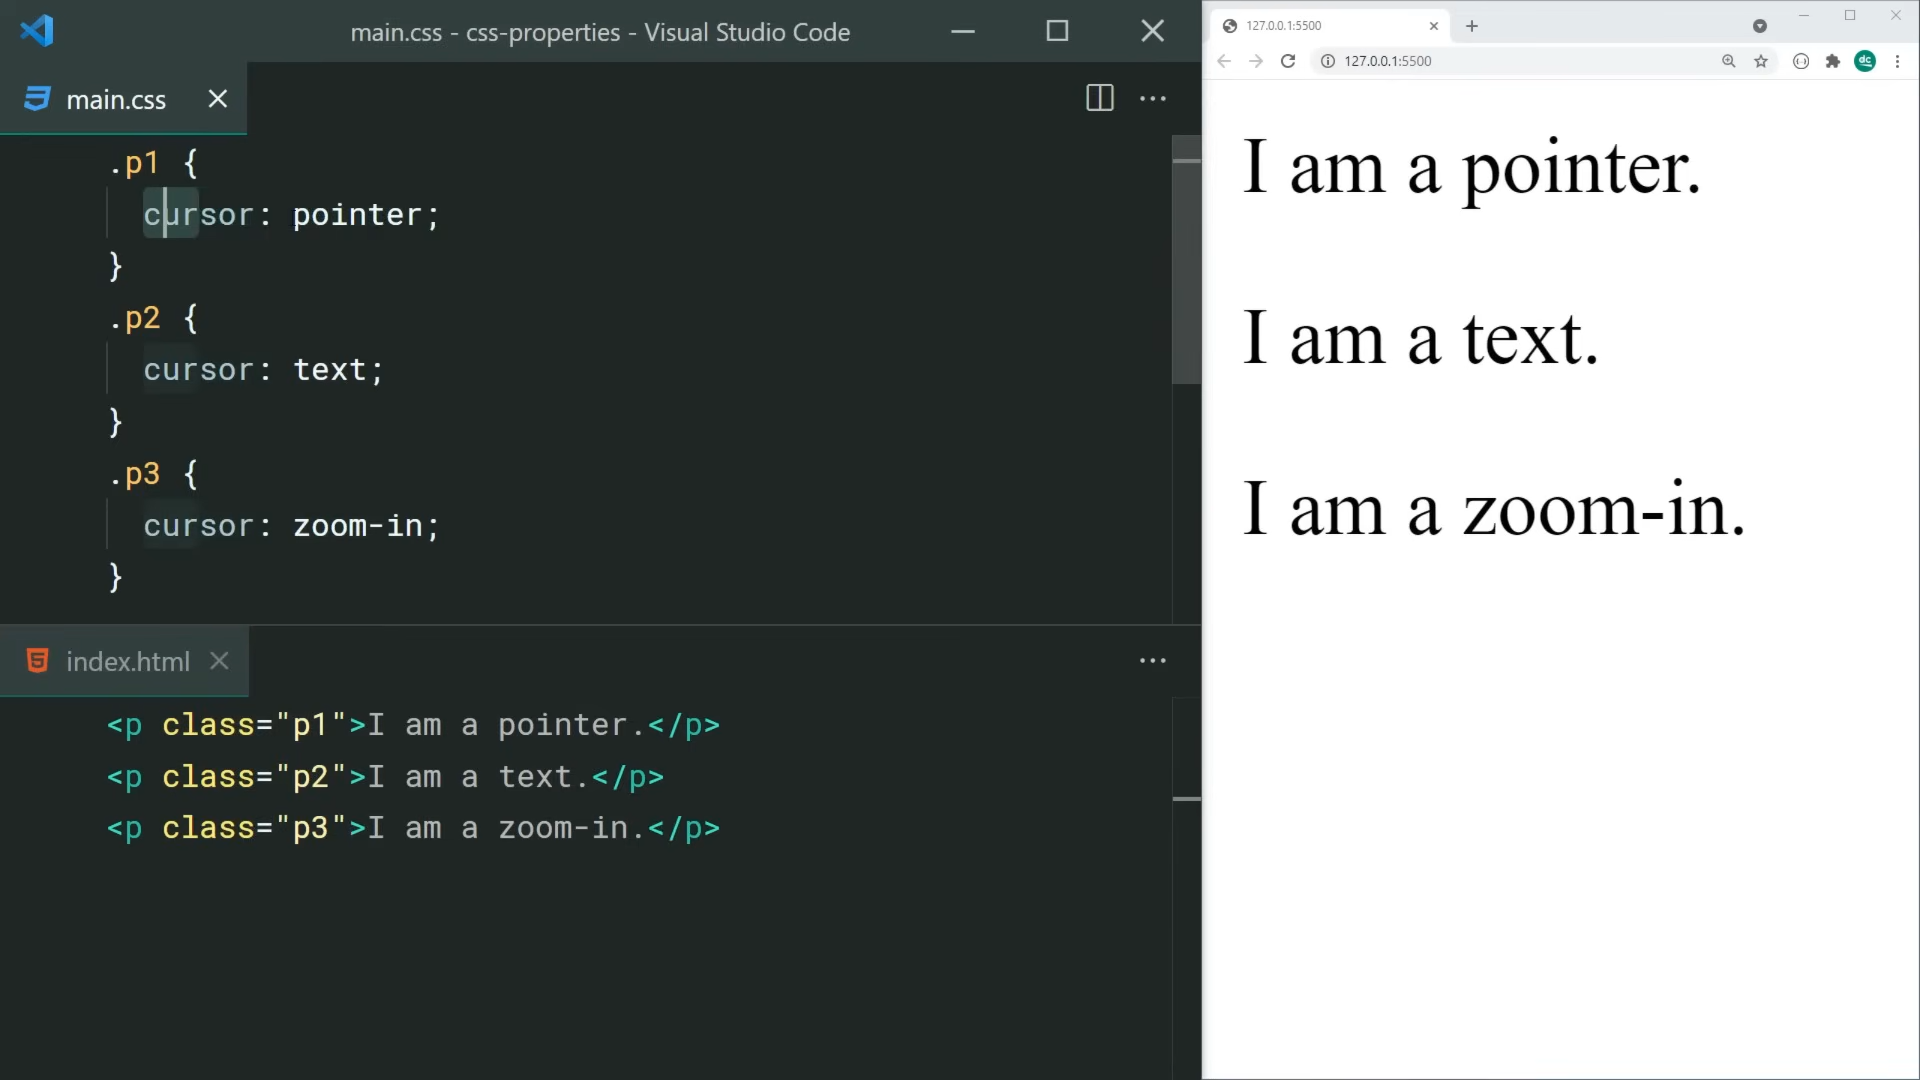 main.css - css-properties - Visual Studio Code
main.css
.p1 {
cursor: pointer;
}
.p2 {
cursor: text;
}
.p3 {
cursor: zoom-in;
}
index.html
<p class="p1">I am a pointer.</p>
<p class="p2">I am a text.</p>
<p class="p3">I am a zoom-in.</p>
127.0.0.1:5500
127.0.0.1:5500
dc
I am a pointer.
I am a text.
I am a zoom-in.